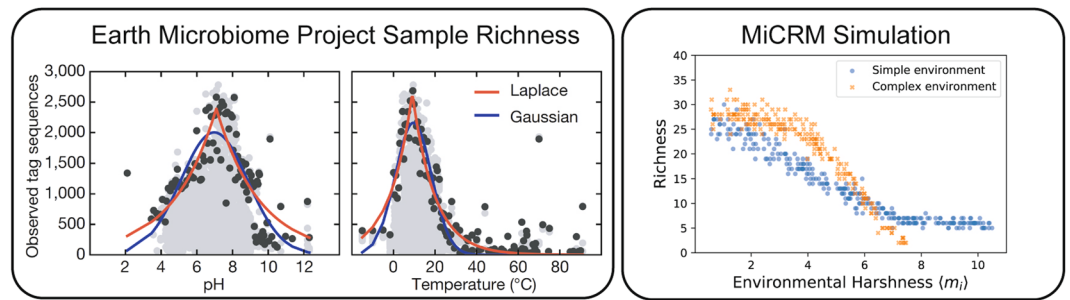 Earth Microbiome Project Sample Richness
Observed tag sequences
3,000
2,500
2,000
1,500
1,000
500
0
2 4 6 8 10 12
pH
Laplace
Gaussian
0 20 40 60 80
Temperature (°C)
MiCRM Simulation
Richness
40
35
30
25
20
15
10
5
0
Simple environment
Complex environment
2 4 6 8 10
Environmental Harshness ⟨mᵢ⟩